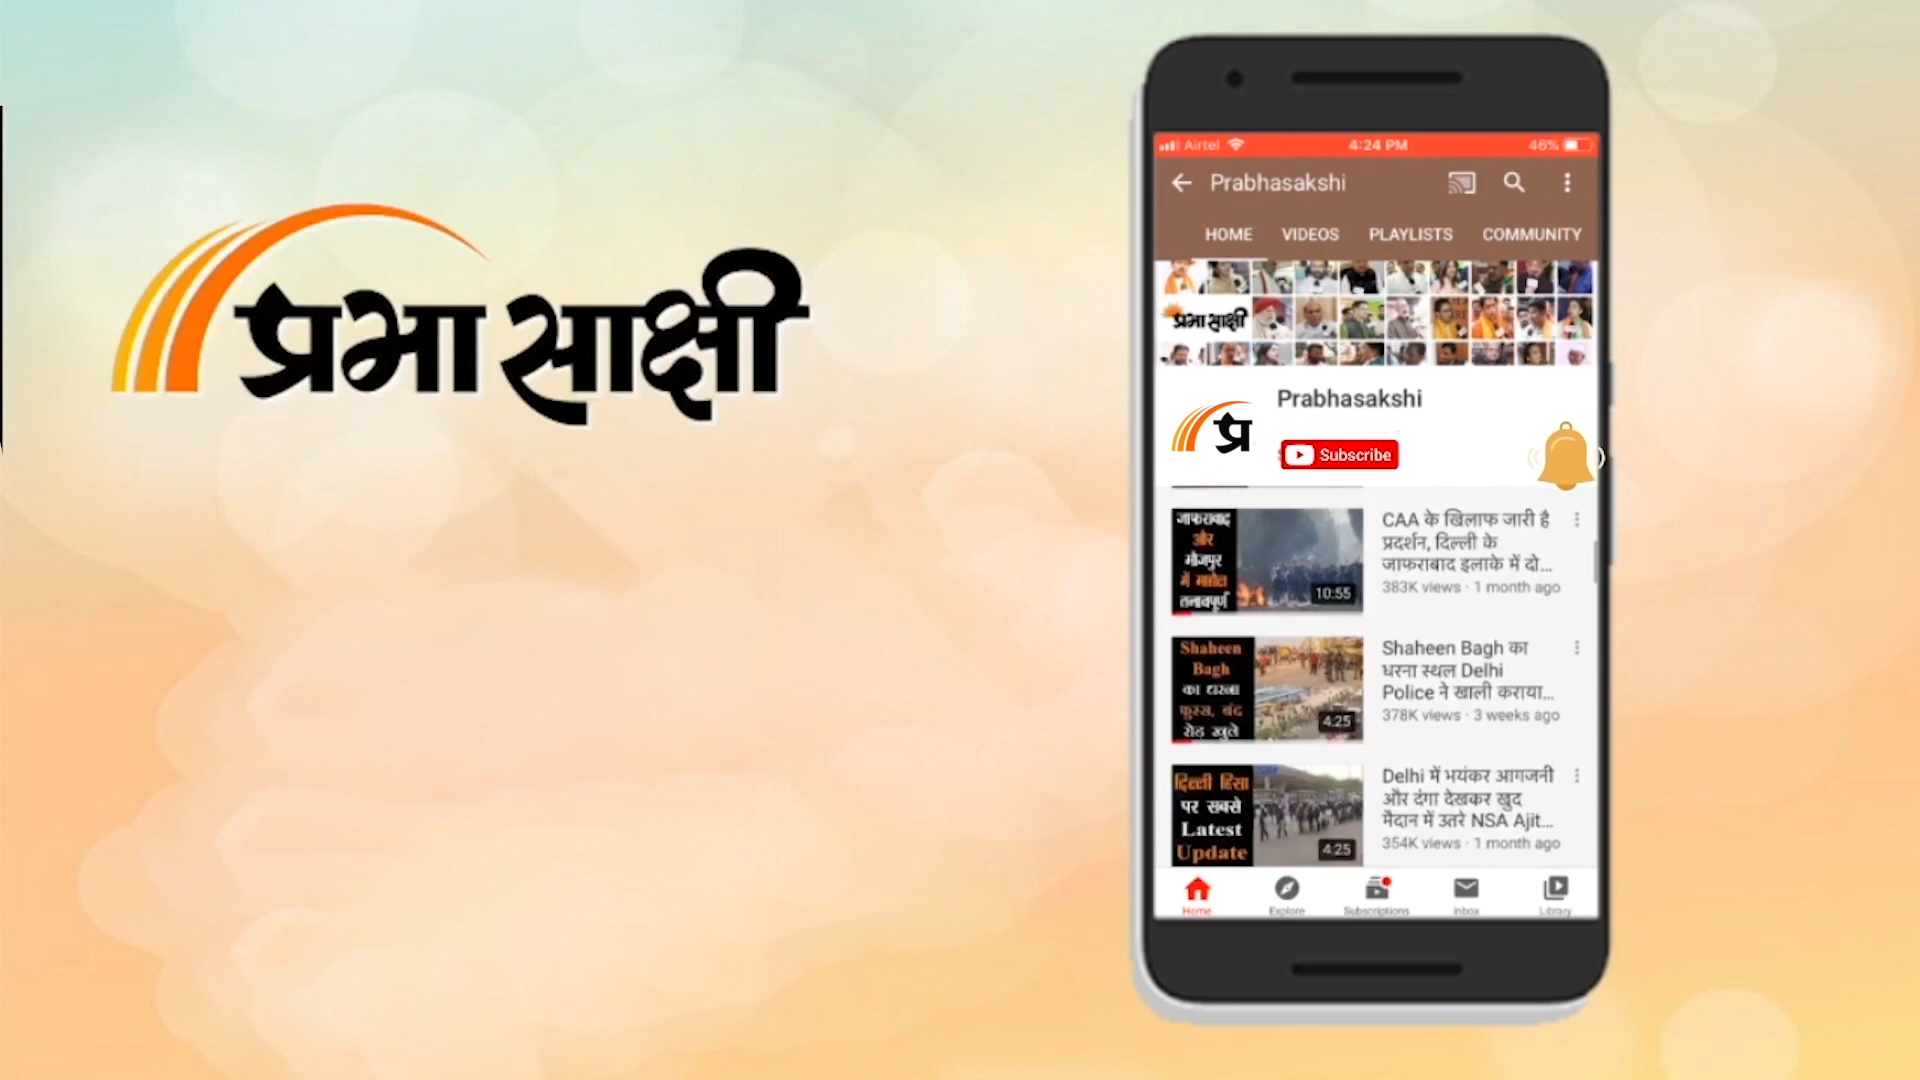 प्रभासाक्षी
Airtel 4:24 PM 46%
Prabhasakshi
HOME VIDEOS PLAYLISTS COMMUNITY
प्रभासाक्षी
Prabhasakshi
प्र
Subscribe
जाफराबाद
और
मौजपुर
में माहौल
तनावपूर्ण
10:55
CAA के खिलाफ जारी है
प्रदर्शन, दिल्ली के
जाफराबाद इलाके में दो...
383K views · 1 month ago
Shaheen
Bagh
का धरना
फुस्स, बंद
रोड खुले
4:25
Shaheen Bagh का
धरना स्थल Delhi
Police ने खाली कराया...
378K views · 3 weeks ago
दिल्ली हिंसा
पर सबसे
Latest
Update
4:25
Delhi में भयंकर आगजनी
और दंगा देखकर खुद
मैदान में उतरे NSA Ajit...
354K views · 1 month ago
Home Explore Subscriptions Inbox Library